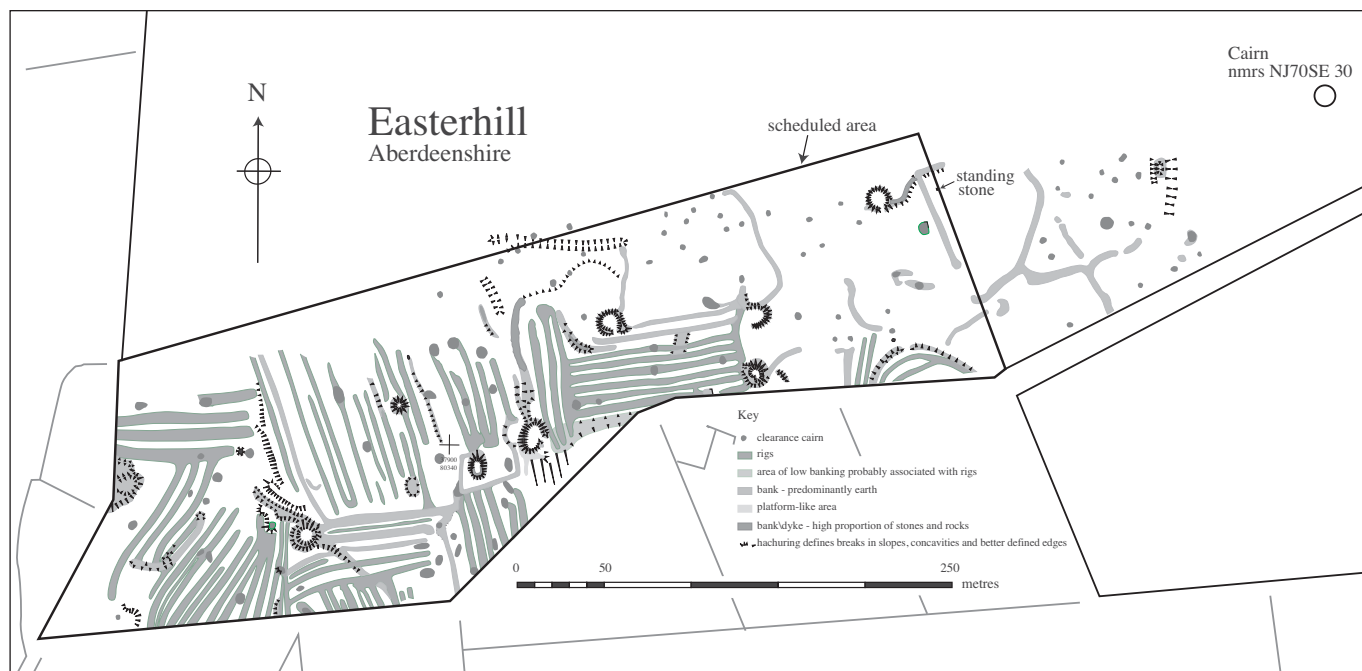 Cairn
nmrs NJ70SE 30
N
Easterhill
Aberdeenshire
scheduled area
standing
stone
80340
Key
clearance cairn
rigs
area of low banking probably associated with rigs
bank - predominantly earth
platform-like area
bank\dyke - high proportion of stones and rocks
hachuring defines breaks in slopes, concavities and better defined edges
0 50 250 metres